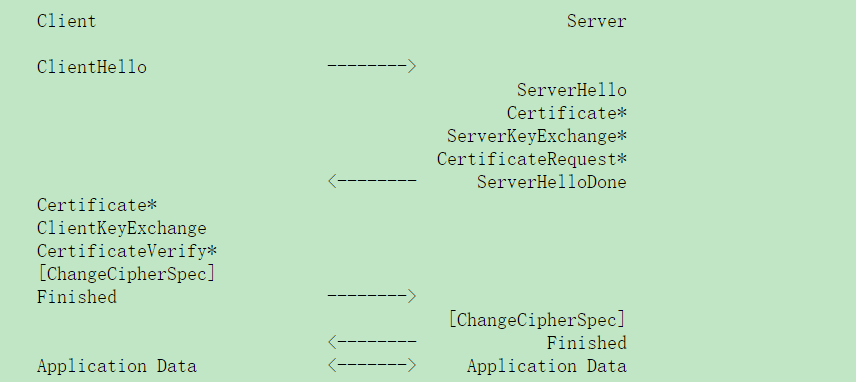 Client                                               Server

ClientHello                  -------->
                                                ServerHello
                                               Certificate*
                                         ServerKeyExchange*
                                        CertificateRequest*
                             <--------      ServerHelloDone
Certificate*
ClientKeyExchange
CertificateVerify*
[ChangeCipherSpec]
Finished                     -------->
                                         [ChangeCipherSpec]
                             <--------             Finished
Application Data             <------->     Application Data